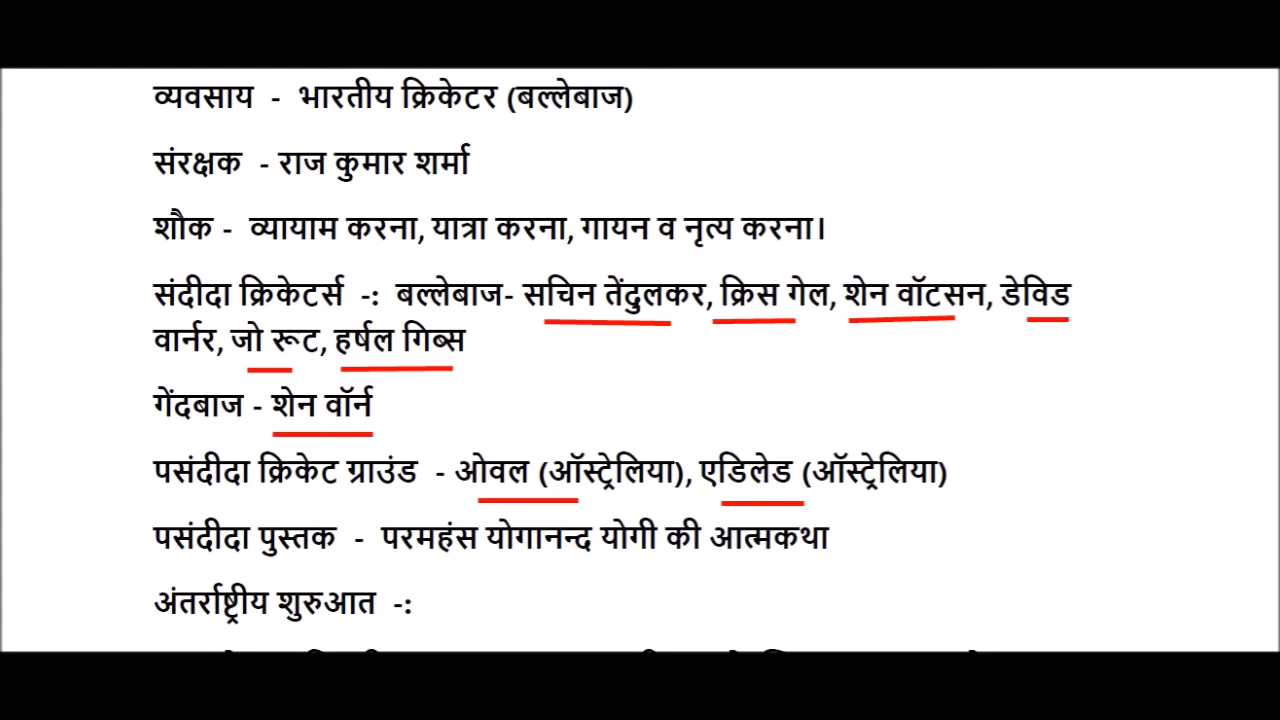 व्यवसाय - भारतीय क्रिकेटर (बल्लेबाज)
संरक्षक - राज कुमार शर्मा
शौक - व्यायाम करना, यात्रा करना, गायन व नृत्य करना।
संदीदा क्रिकेटर्स -: बल्लेबाज- सचिन तेंदुलकर, क्रिस गेल, शेन वॉटसन, डेविड
वार्नर, जो रूट, हर्षल गिब्स
गेंदबाज - शेन वॉर्न
पसंदीदा क्रिकेट ग्राउंड - ओवल (ऑस्ट्रेलिया), एडिलेड (ऑस्ट्रेलिया)
पसंदीदा पुस्तक - परमहंस योगानन्द योगी की आत्मकथा
अंतर्राष्ट्रीय शुरुआत -: